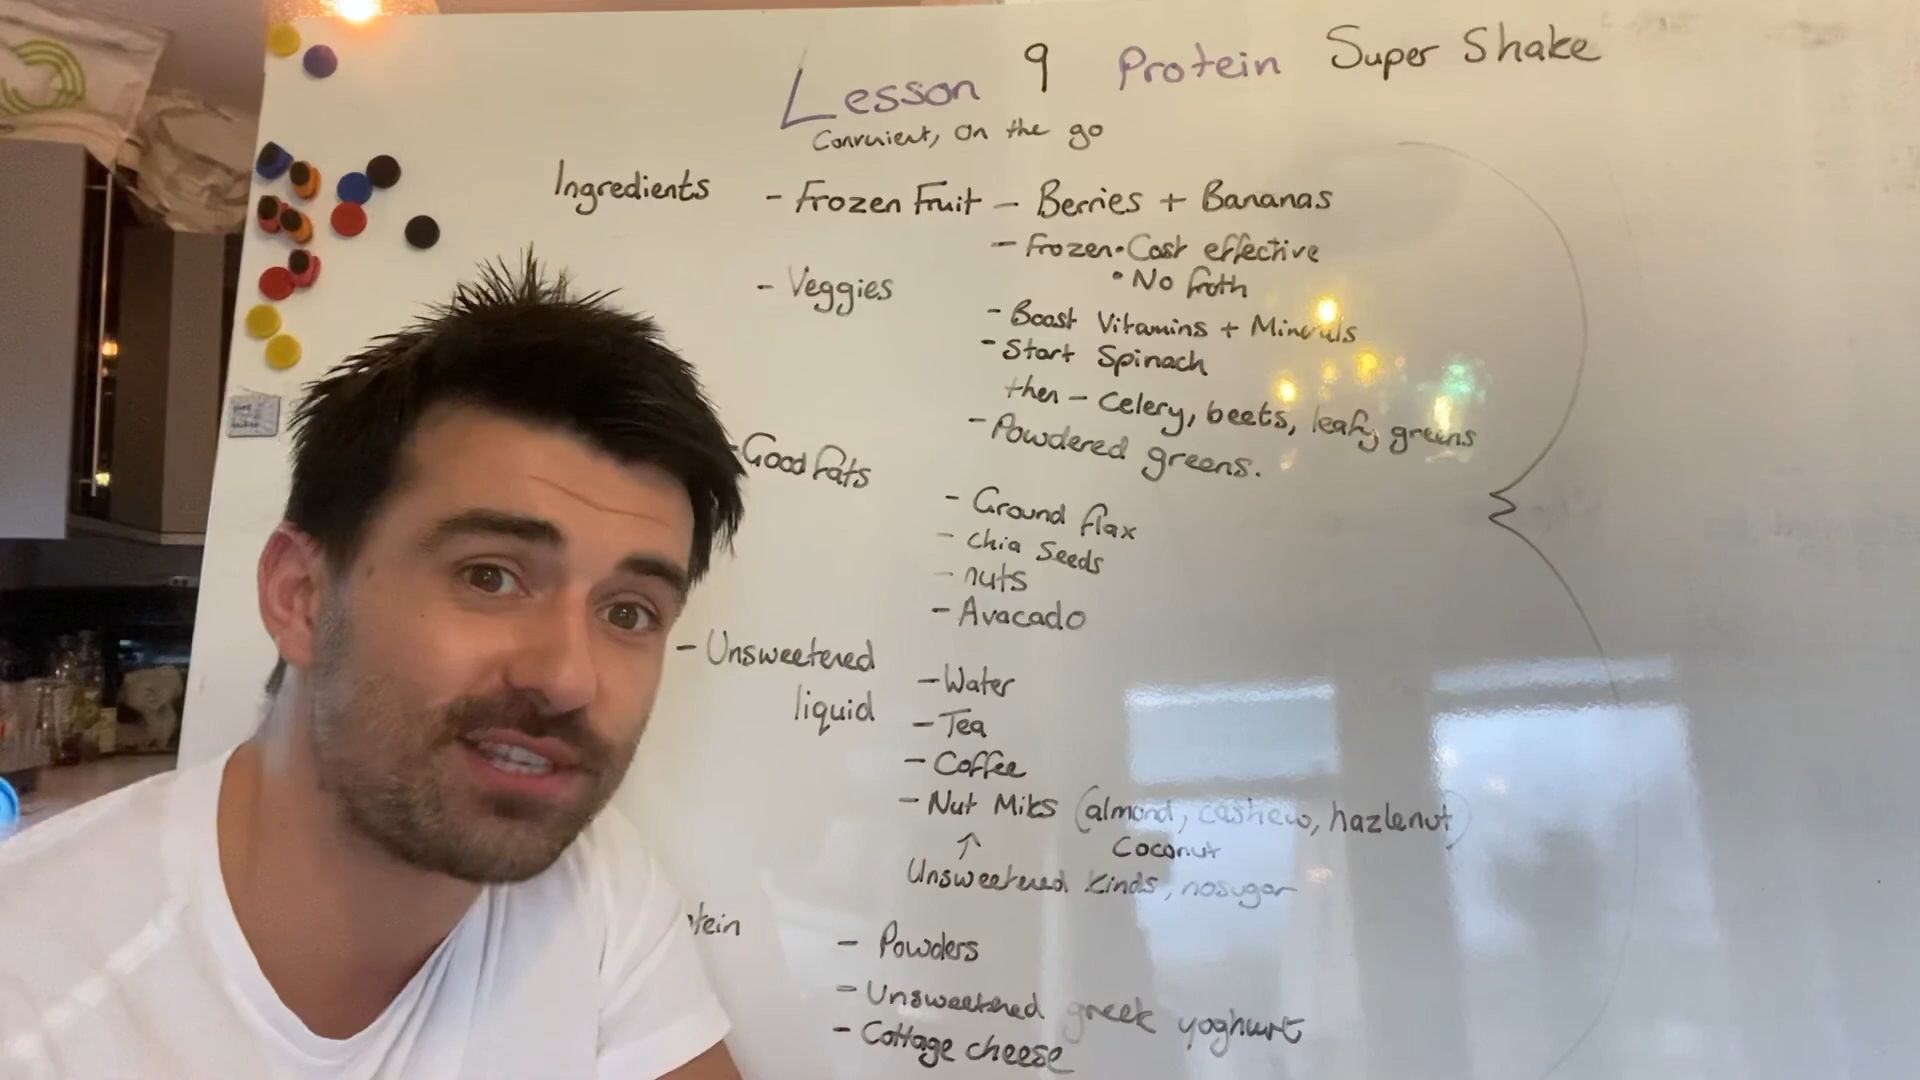 Lesson 9 Protein Super Shake
Convenient, on the go
Ingredients - Frozen Fruit - Berries + Bananas
- Frozen • Cost effective
• No froth
- Veggies
- Boost Vitamins + Minerals
- Start Spinach
then - Celery, beets, leafy greens
- Powdered greens.
- Good fats
- Ground flax
- chia seeds
- nuts
- Avacado
- Unsweetered
liquid
- Water
- Tea
- Coffee
- Nut Milks (almond, cashew, hazlenut)
Coconut
↑
Unsweetered kinds, no sugar
tein
- Powders
- Unsweetened greek yoghurt
- Cottage cheese